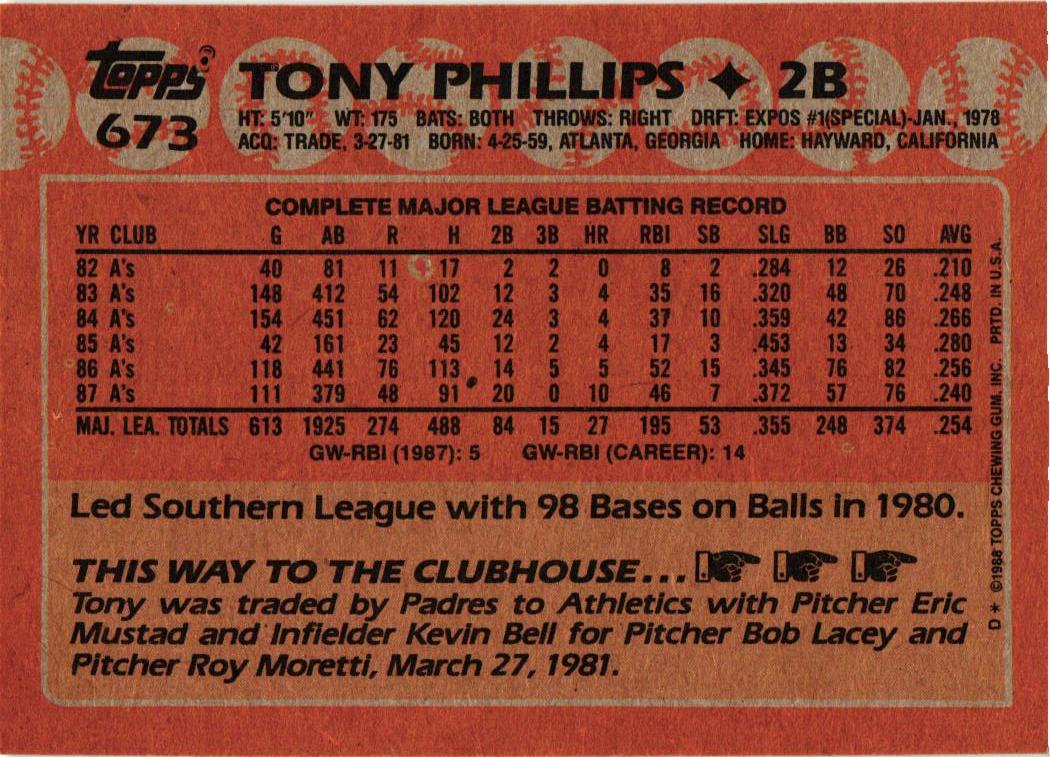 Topps
673
TONY PHILLIPS ✦ 2B
HT: 5'10" WT: 175 BATS: BOTH THROWS: RIGHT DRFT: EXPOS #1(SPECIAL)-JAN., 1978
ACQ: TRADE, 3-27-81 BORN: 4-25-59, ATLANTA, GEORGIA HOME: HAYWARD, CALIFORNIA
COMPLETE MAJOR LEAGUE BATTING RECORD
YR CLUB G AB R H 2B 3B HR RBI SB SLG BB SO AVG
82 A's 40 81 11 17 2 2 0 8 2 .284 12 26 .210
83 A's 148 412 54 102 12 3 4 35 16 .320 48 70 .248
84 A's 154 451 62 120 24 3 4 37 10 .359 42 86 .266
85 A's 42 161 23 45 12 2 4 17 3 .453 13 34 .280
86 A's 118 441 76 113 14 5 5 52 15 .345 76 82 .256
87 A's 111 379 48 91 20 0 10 46 7 .372 57 76 .240
MAJ. LEA. TOTALS 613 1925 274 488 84 15 27 195 53 .355 248 374 .254
GW-RBI (1987): 5 GW-RBI (CAREER): 14
Led Southern League with 98 Bases on Balls in 1980.
THIS WAY TO THE CLUBHOUSE...
Tony was traded by Padres to Athletics with Pitcher Eric
Mustad and Infielder Kevin Bell for Pitcher Bob Lacey and
Pitcher Roy Moretti, March 27, 1981.
D* ©1988 TOPPS CHEWING GUM, INC. PRTD. IN U.S.A.